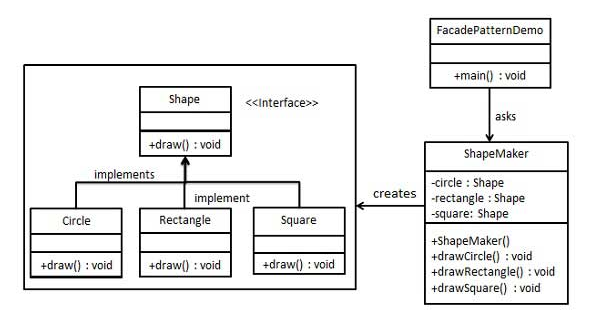 FacadePatternDemo
+main() : void
asks
Shape
<<Interface>>
+draw() : void
implements
implement
Circle
+draw() : void
Rectangle
+draw() : void
Square
+draw() : void
creates
ShapeMaker
-circle : Shape
-rectangle : Shape
-square: Shape
+ShapeMaker()
+drawCircle() : void
+drawRectangle() : void
+drawSquare() : void